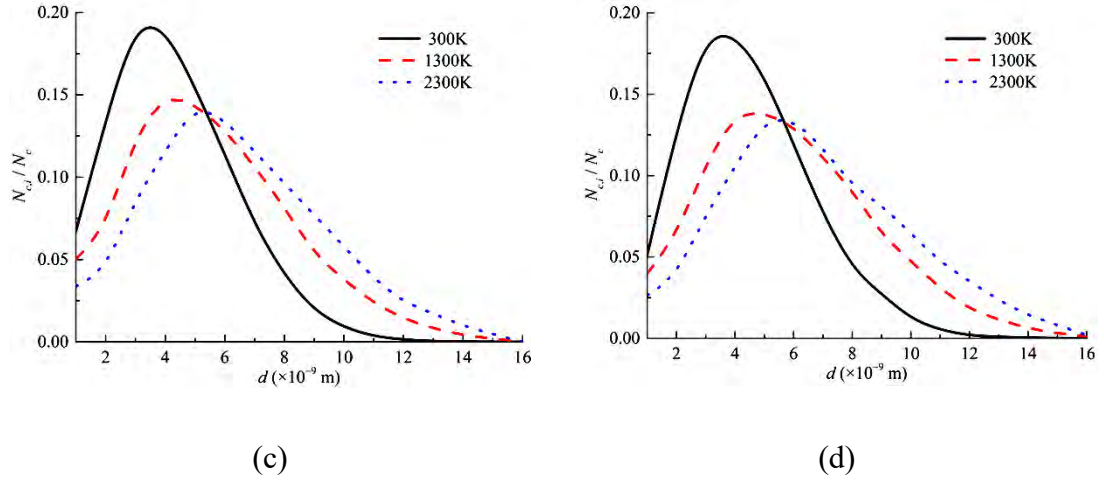 0.20
0.15
0.10
0.05
0.00
N_{c,i} / N_c
300K
1300K
2300K
2 4 6 8 10 12 14 16
d (×10⁻⁹ m)
(c)
0.20
0.15
0.10
0.05
0.00
N_{c,i} / N_c
300K
1300K
2300K
2 4 6 8 10 12 14 16
d (×10⁻⁹ m)
(d)